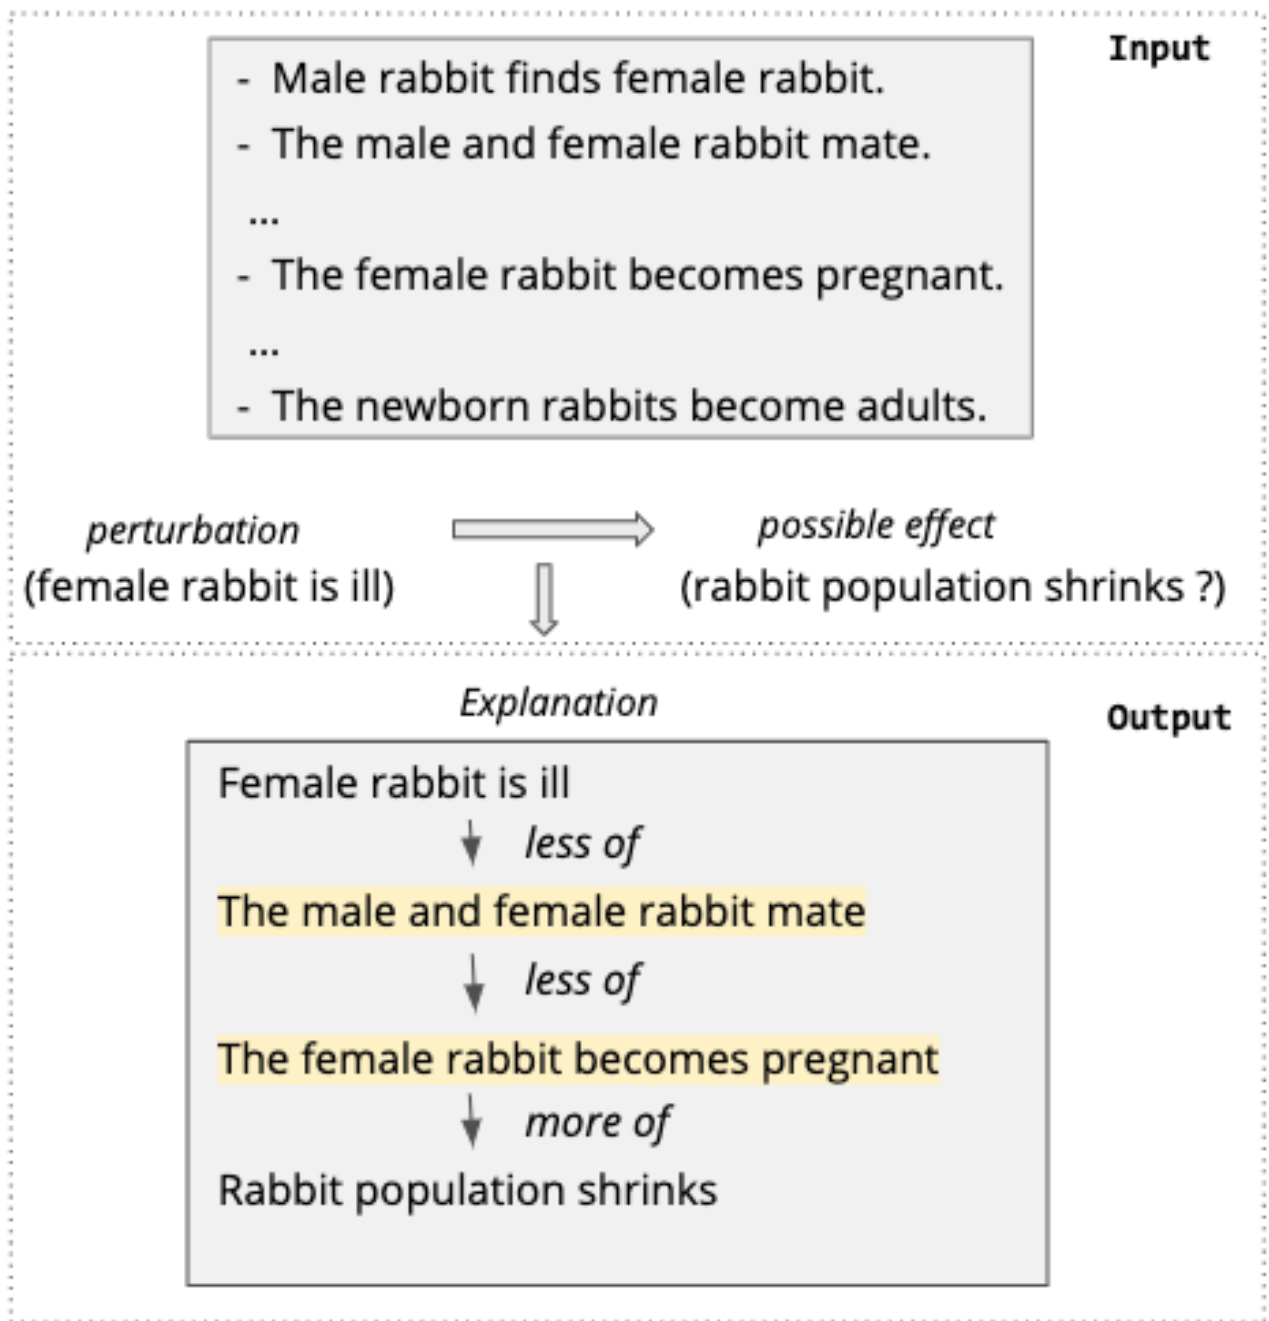 Input
- Male rabbit finds female rabbit.
- The male and female rabbit mate.
...
- The female rabbit becomes pregnant.
...
- The newborn rabbits become adults.
perturbation
possible effect
(female rabbit is ill)
(rabbit population shrinks ?)
Explanation
Output
Female rabbit is ill
less of
The male and female rabbit mate
less of
The female rabbit becomes pregnant
more of
Rabbit population shrinks